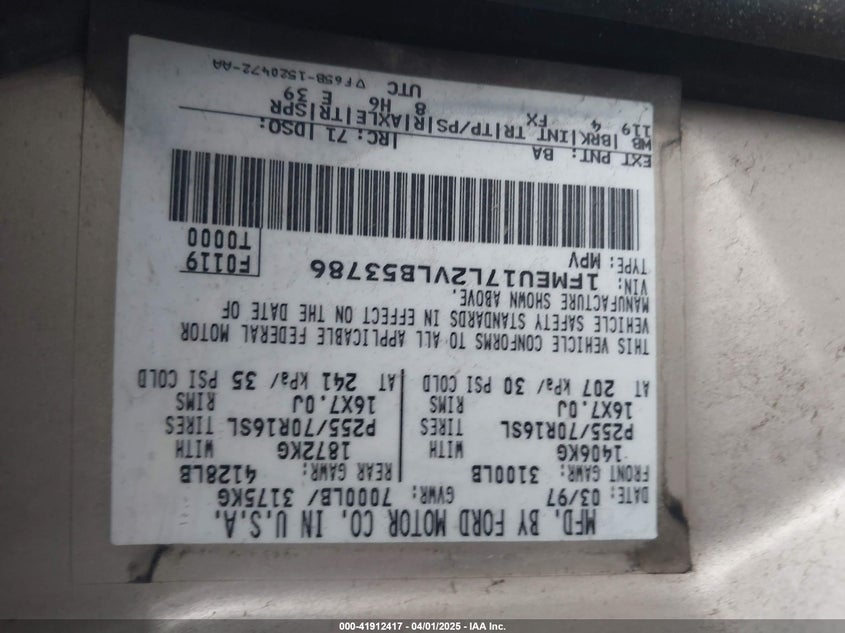 MFD. BY FORD MOTOR CO. IN U.S.A.
DATE: 03/97 GVWR: 7000LB/ 3175KG
FRONT GAWR: 3100LB REAR GAWR: 4128LB
1406KG WITH 1872KG WITH
P255/70R16SL TIRES P255/70R16SL TIRES
16X7.0J RIMS 16X7.0J RIMS
AT 207 kPa/ 30 PSI COLD AT 241 kPa/ 35 PSI COLD
THIS VEHICLE CONFORMS TO ALL APPLICABLE FEDERAL MOTOR
VEHICLE SAFETY STANDARDS IN EFFECT ON THE DATE OF
MANUFACTURE SHOWN ABOVE.
VIN: 1FMEU17L2VLB53786 F0119
TYPE: MPV T0000
EXT PNT: BA RC: 71 DSO:
WB BRK INT TR TP/PS R AXLE TR SPR
119 4 FX 8 H6 E 39
UTC
▽F65B-1520472-AA
000-41912417 - 04/01/2025 - IAA Inc.